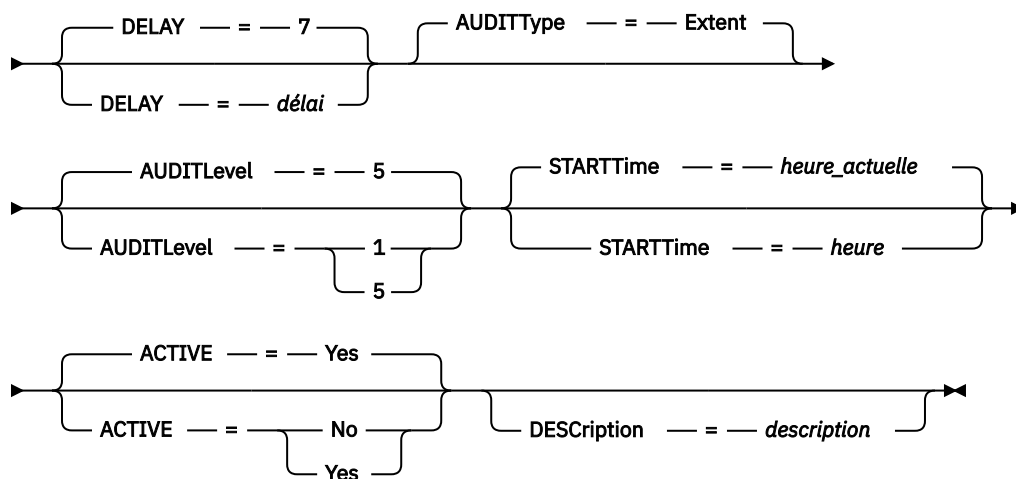 DELAY = 7
AUDITType = Extent
DELAY = délai
AUDITLevel = 5
STARTTime = heure_actuelle
AUDITLevel = 1
STARTTime = heure
5
ACTIVE = Yes
ACTIVE = No
DESCription = description
Yes